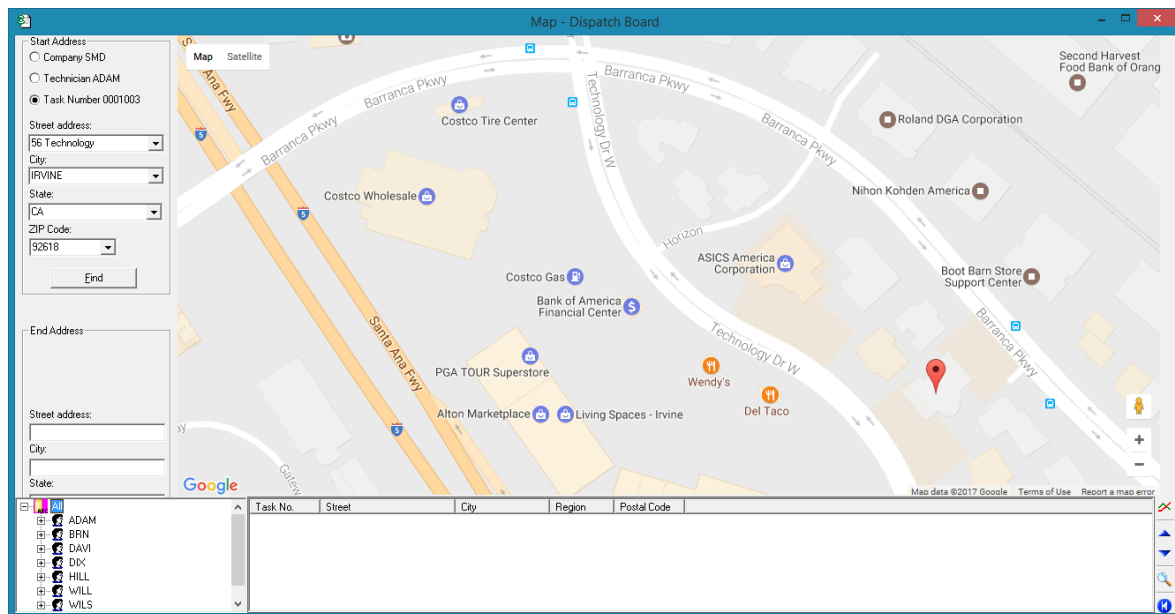 Map - Dispatch Board
Start Address
Company SMD
Technician ADAM
Task Number 0001003
Street address:
56 Technology
City:
IRVINE
State:
CA
ZIP Code:
92618
Find
End Address
Street address:
City:
State:
Map
Satellite
Ana Fwy
Barranca Pkwy
Barranca Pkwy
Barranca Pkwy
Barranca Pkwy
Barranca Pkwy
Technology Dr W
Technology Dr W
Santa Ana Fwy
Horizon
5
5
5
5
Second Harvest
Food Bank of Orang
Costco Tire Center
Roland DGA Corporation
Costco Wholesale
Nihon Kohden America
ASICS America
Corporation
Costco Gas
Boot Barn Store
Support Center
Bank of America
Financial Center
PGA TOUR Superstore
Wendy's
Del Taco
Alton Marketplace
Living Spaces - Irvine
Gatew
Google
Map data ©2017 Google
Terms of Use
Report a map error
All
ADAM
BRN
DAVI
DIX
HILL
WILL
WILS
Task No.
Street
City
Region
Postal Code